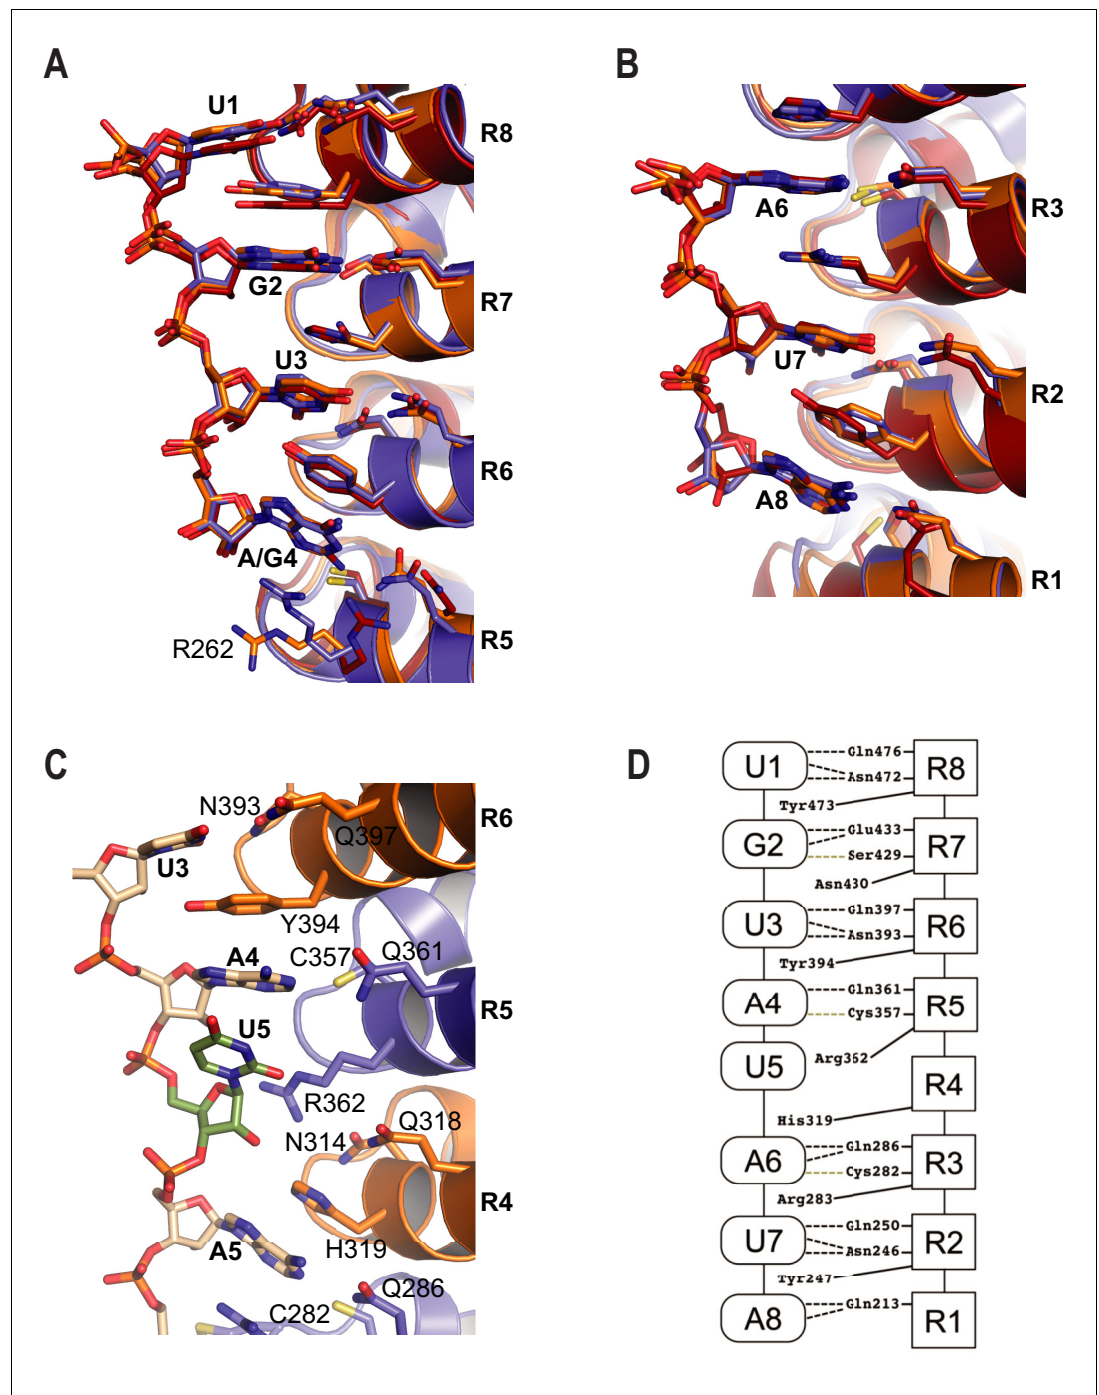 A
U1
R8
G2
R7
U3
R6
A/G4
R262
R5
B
A6
R3
U7
R2
A8
R1
C
N393
Q397
R6
U3
Y394
C357
Q361
A4
R5
U5
R362
N314
Q318
R4
A5
H319
Q286
C282
D
U1
Gln476
Asn472
R8
Tyr473
G2
Glu433
Ser429
R7
Asn430
U3
Gln397
Asn393
R6
Tyr394
A4
Gln361
Cys357
R5
U5
Arg352
R4
His319
A6
Gln286
Cys282
R3
Arg283
U7
Gln250
Asn246
R2
Tyr247
A8
Gln213
R1